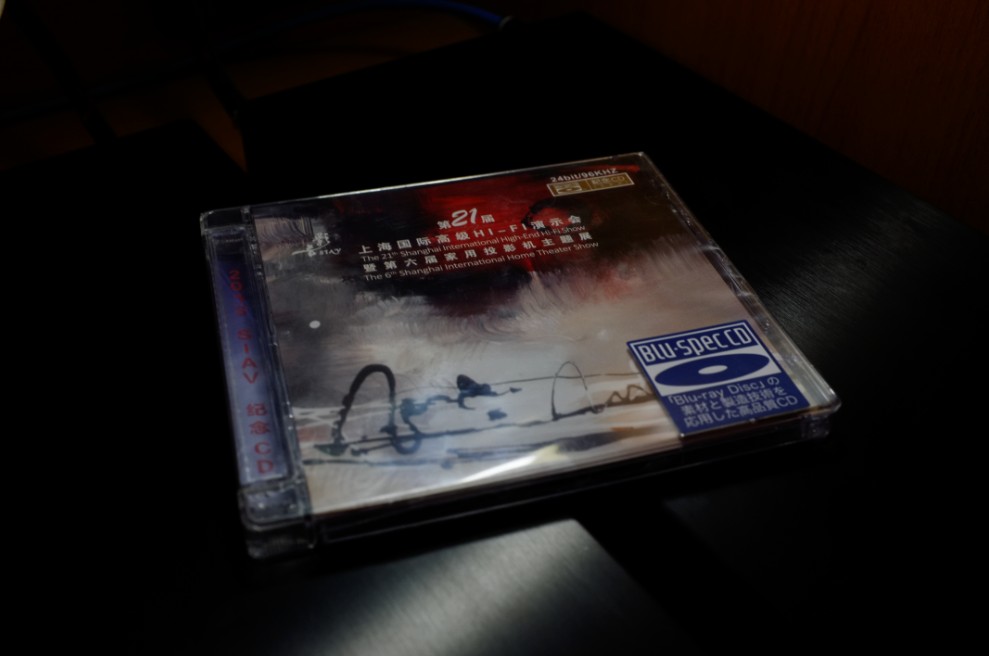 24bit/96KHZ
第21届
上海国际高级HI-FI演示会
The 21st Shanghai International High-End Hi-Fi Show
暨第六届家用投影机主题展
The 6th Shanghai International Home Theater Show
SIAV
SIAV 纪念CD
BLU-SPEC CD
「Blu-ray Disc」の
素材と製造技術を
応用した高品質CD